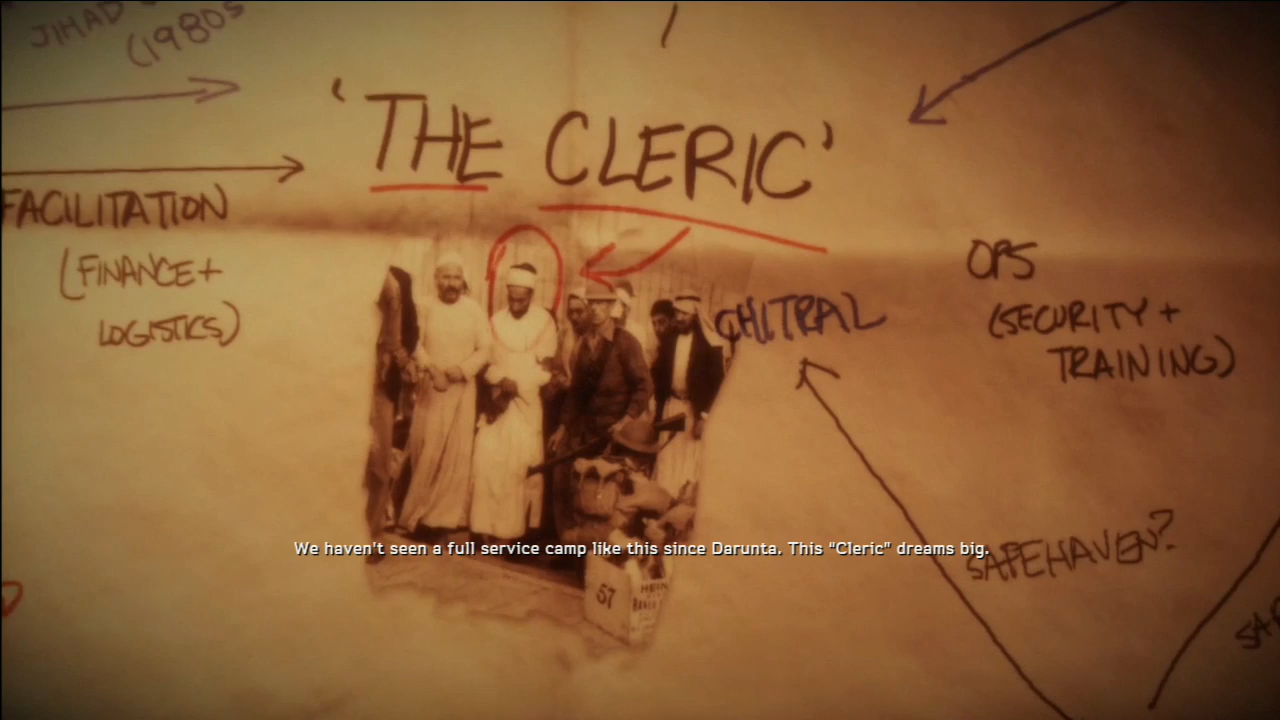 JIHAD
(1980s
'THE CLERIC'
FACILITATION
(FINANCE+
LOGISTICS)
OPS
(SECURITY +
TRAINING)
CHITRAL
We haven't seen a full service camp like this since Darunta. This "Cleric" dreams big.
SAFEHAVEN?
57